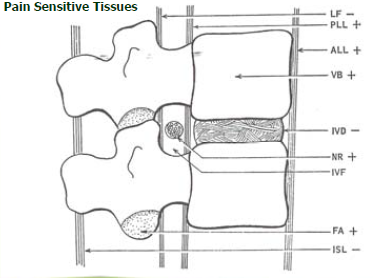 Pain Sensitive Tissues
LF −
PLL +
ALL +
VB +
IVD −
NR +
IVF
FA +
ISL −